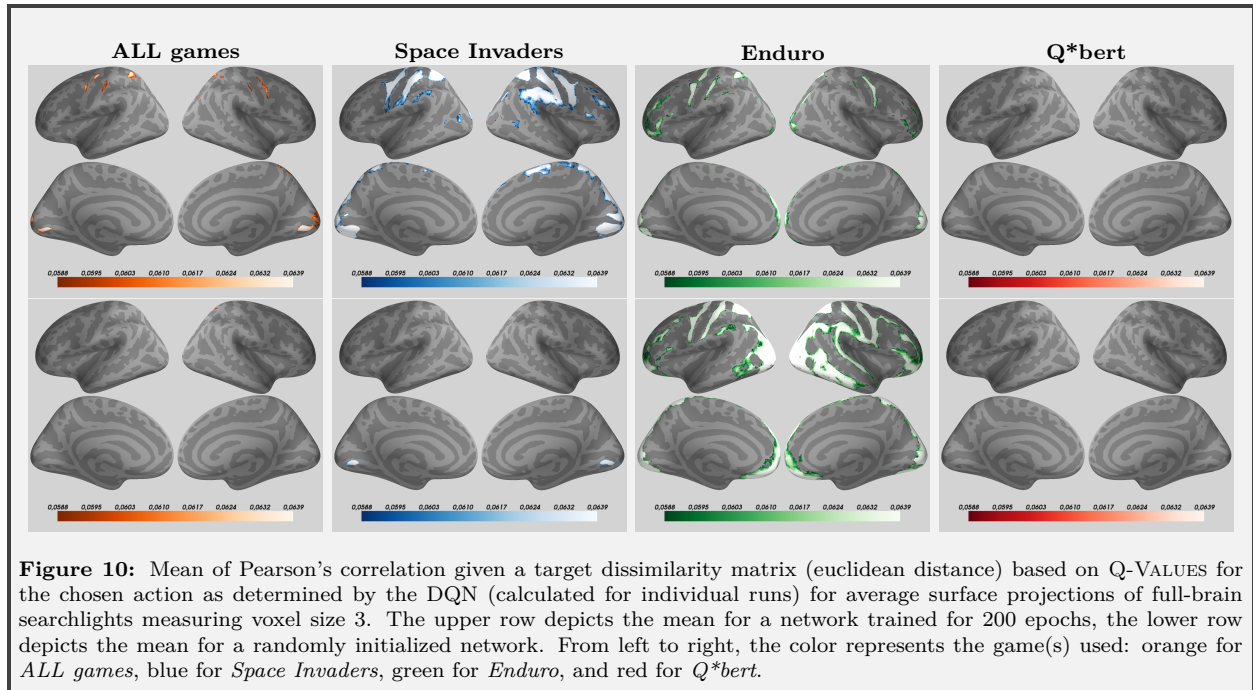 ALL games
Space Invaders
Enduro
Q*bert
0,0588 0,0595 0,0603 0,0610 0,0617 0,0624 0,0632 0,0639
0,0588 0,0595 0,0603 0,0610 0,0617 0,0624 0,0632 0,0639
0,0588 0,0595 0,0603 0,0610 0,0617 0,0624 0,0632 0,0639
0,0588 0,0595 0,0603 0,0610 0,0617 0,0624 0,0632 0,0639
0,0588 0,0595 0,0603 0,0610 0,0617 0,0624 0,0632 0,0639
0,0588 0,0595 0,0603 0,0610 0,0617 0,0624 0,0632 0,0639
0,0588 0,0595 0,0603 0,0610 0,0617 0,0624 0,0632 0,0639
0,0588 0,0595 0,0603 0,0610 0,0617 0,0624 0,0632 0,0639
Figure 10: Mean of Pearson's correlation given a target dissimilarity matrix (euclidean distance) based on Q-VALUES for
the chosen action as determined by the DQN (calculated for individual runs) for average surface projections of full-brain
searchlights measuring voxel size 3. The upper row depicts the mean for a network trained for 200 epochs, the lower row
depicts the mean for a randomly initialized network. From left to right, the color represents the game(s) used: orange for
ALL games, blue for Space Invaders, green for Enduro, and red for Q*bert.